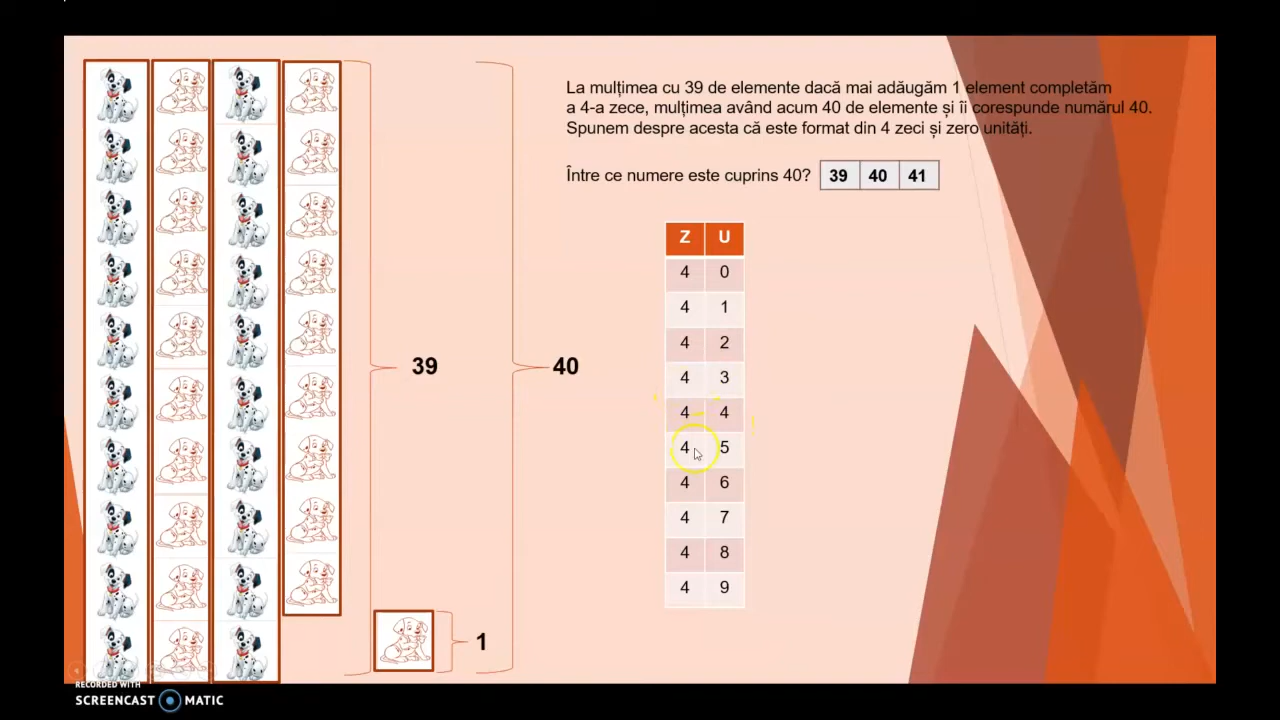 La mulțimea cu 39 de elemente dacă mai adăugăm 1 element completăm
a 4-a zece, mulțimea având acum 40 de elemente și îi corespunde numărul 40.
Spunem despre acesta că este format din 4 zeci și zero unități.
Între ce numere este cuprins 40? 39 40 41
Z U
4 0
4 1
4 2
4 3
4 4
4 5
4 6
4 7
4 8
4 9
39
40
1
RECORDED WITH
SCREENCAST MATIC